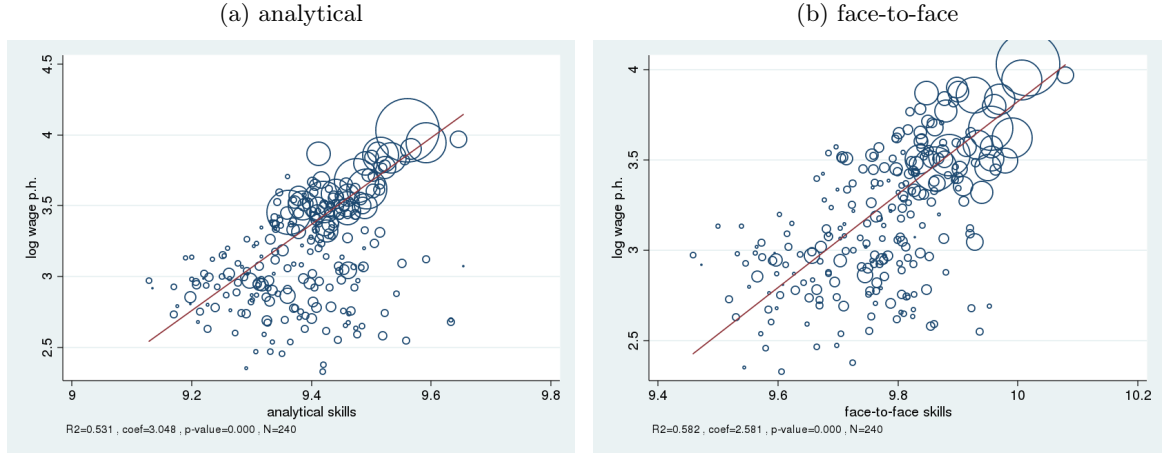 (a) analytical
(b) face-to-face
4.5
4
3.5
3
2.5
log wage p.h.
9
9.2
9.4
9.6
9.8
analytical skills
R2=0.531 , coef=3.048 , p-value=0.000 , N=240
4
3.5
3
2.5
log wage p.h.
9.4
9.6
9.8
10
10.2
face-to-face skills
R2=0.582 , coef=2.581 , p-value=0.000 , N=240